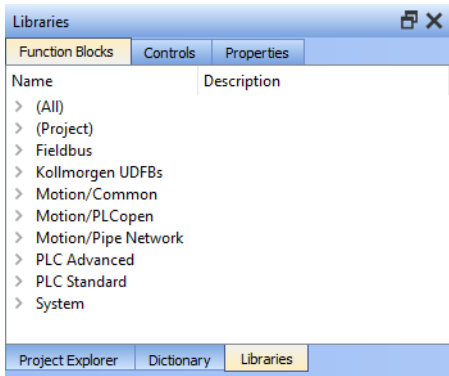 Libraries
Function Blocks Controls Properties
Name Description
(All)
(Project)
Fieldbus
Kollmorgen UDFBs
Motion/Common
Motion/PLCopen
Motion/Pipe Network
PLC Advanced
PLC Standard
System
Project Explorer Dictionary Libraries